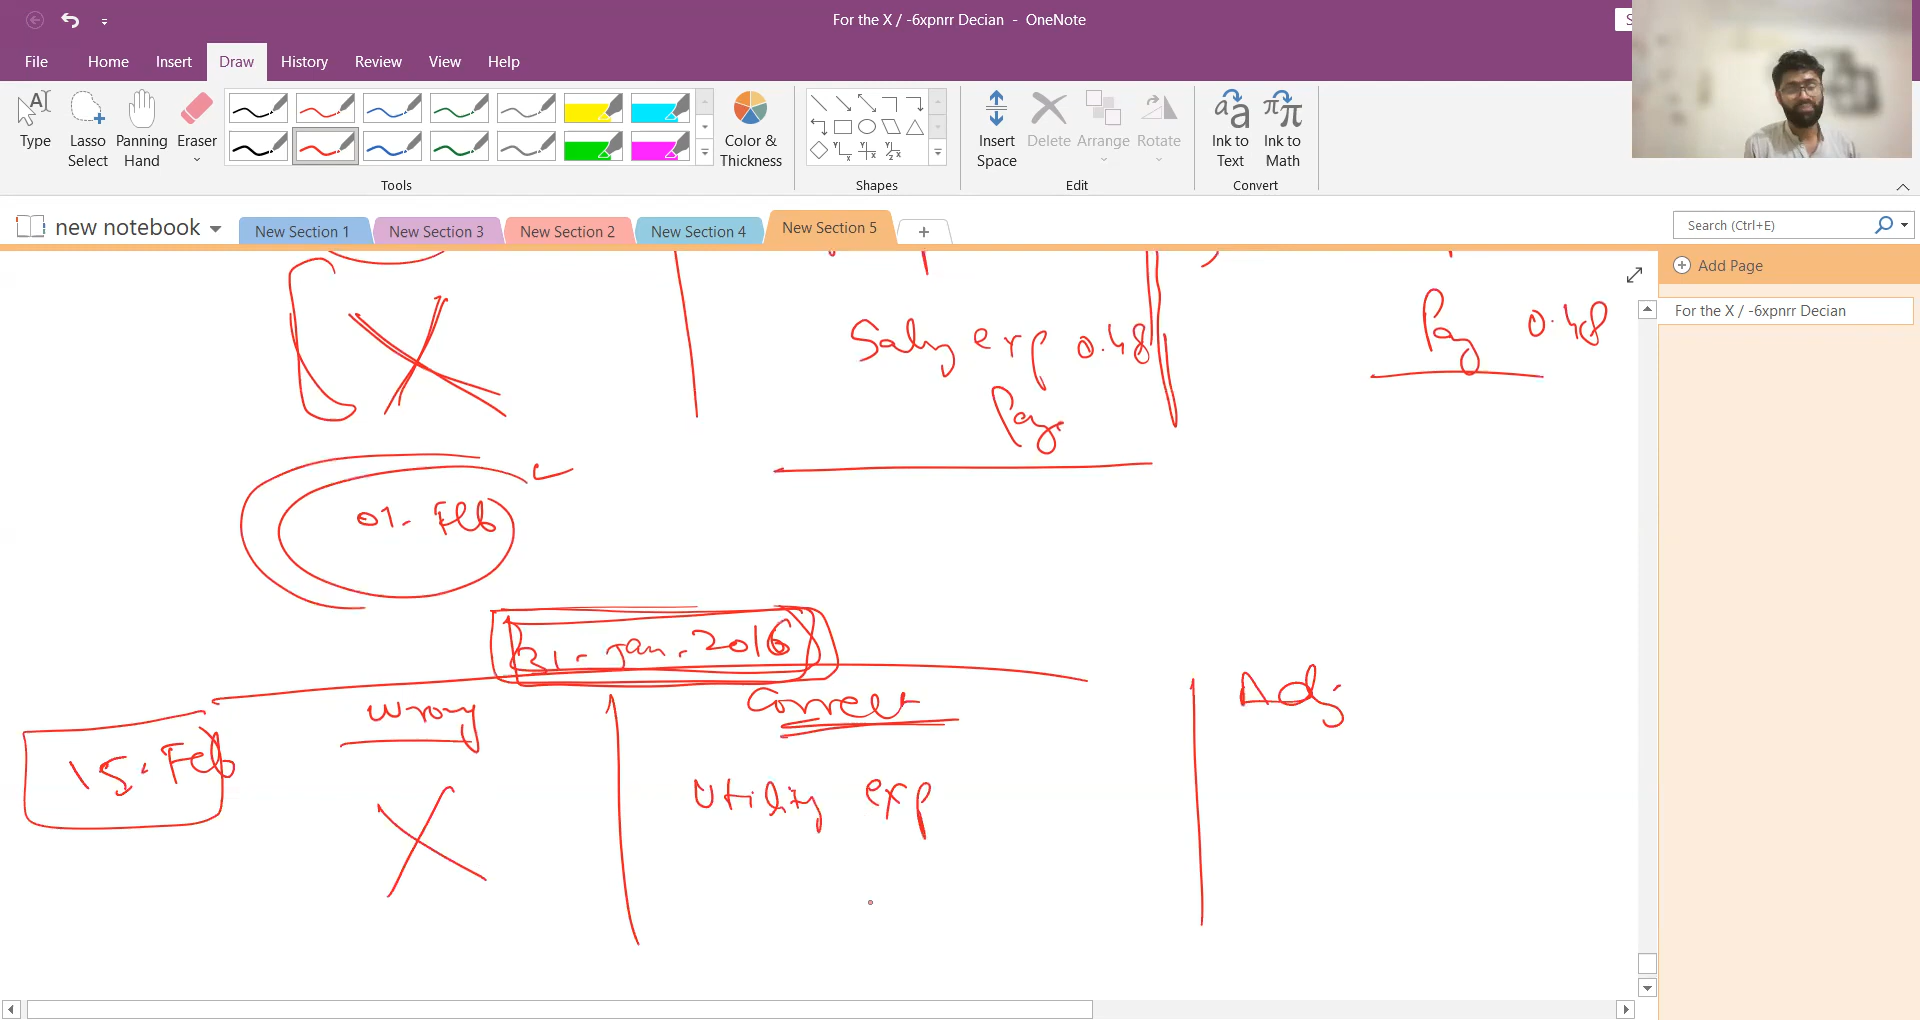 For the X / -6xpnrr Decian - OneNote
S
File Home Insert Draw History Review View Help
Type
Lasso Select
Panning Hand
Eraser
Color & Thickness
Insert Space
Delete
Arrange
Rotate
Ink to Text
Ink to Math
Tools Shapes Edit Convert
new notebook New Section 1 New Section 3 New Section 2 New Section 4 New Section 5 +
Search (Ctrl+E)
Add Page
For the X / -6xpnrr Decian
Salry exp 0.48
Pay.
Pay 0.48
01- Feb
31-Jan-2016
Wrong Correct Adj
15. Feb
Utility exp